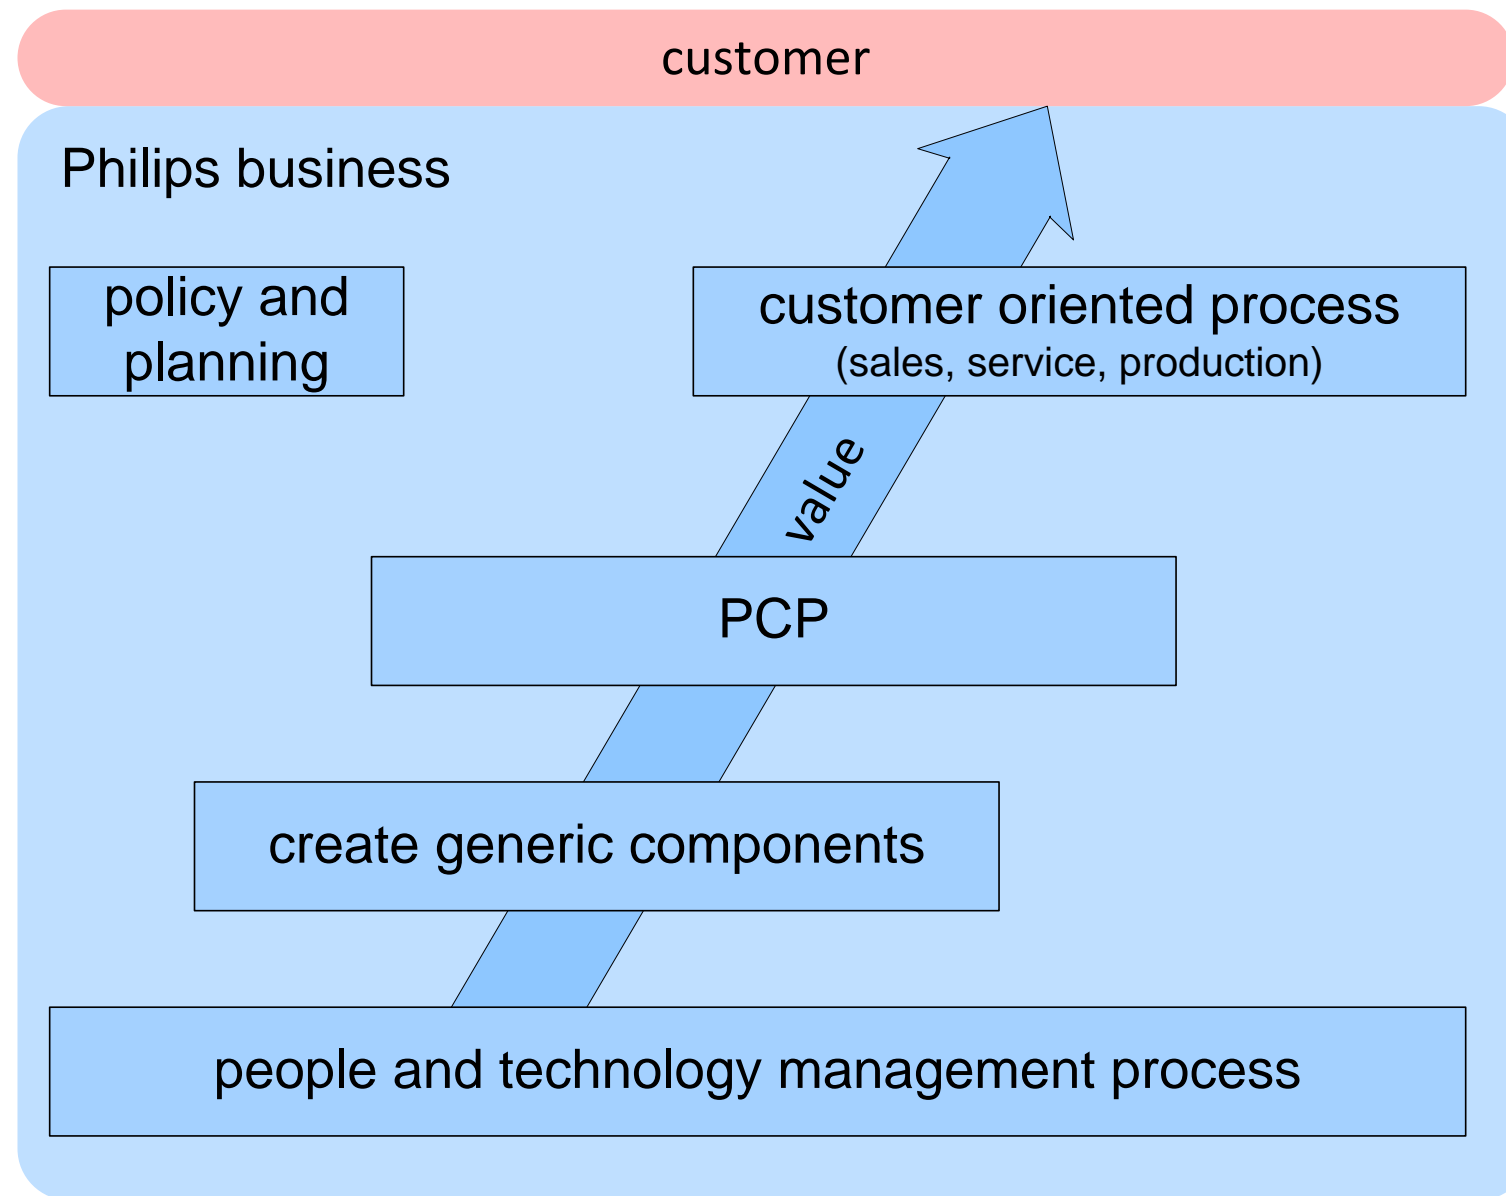 customer
Philips business
policy and
planning
customer oriented process
(sales, service, production)
value
PCP
create generic components
people and technology management process